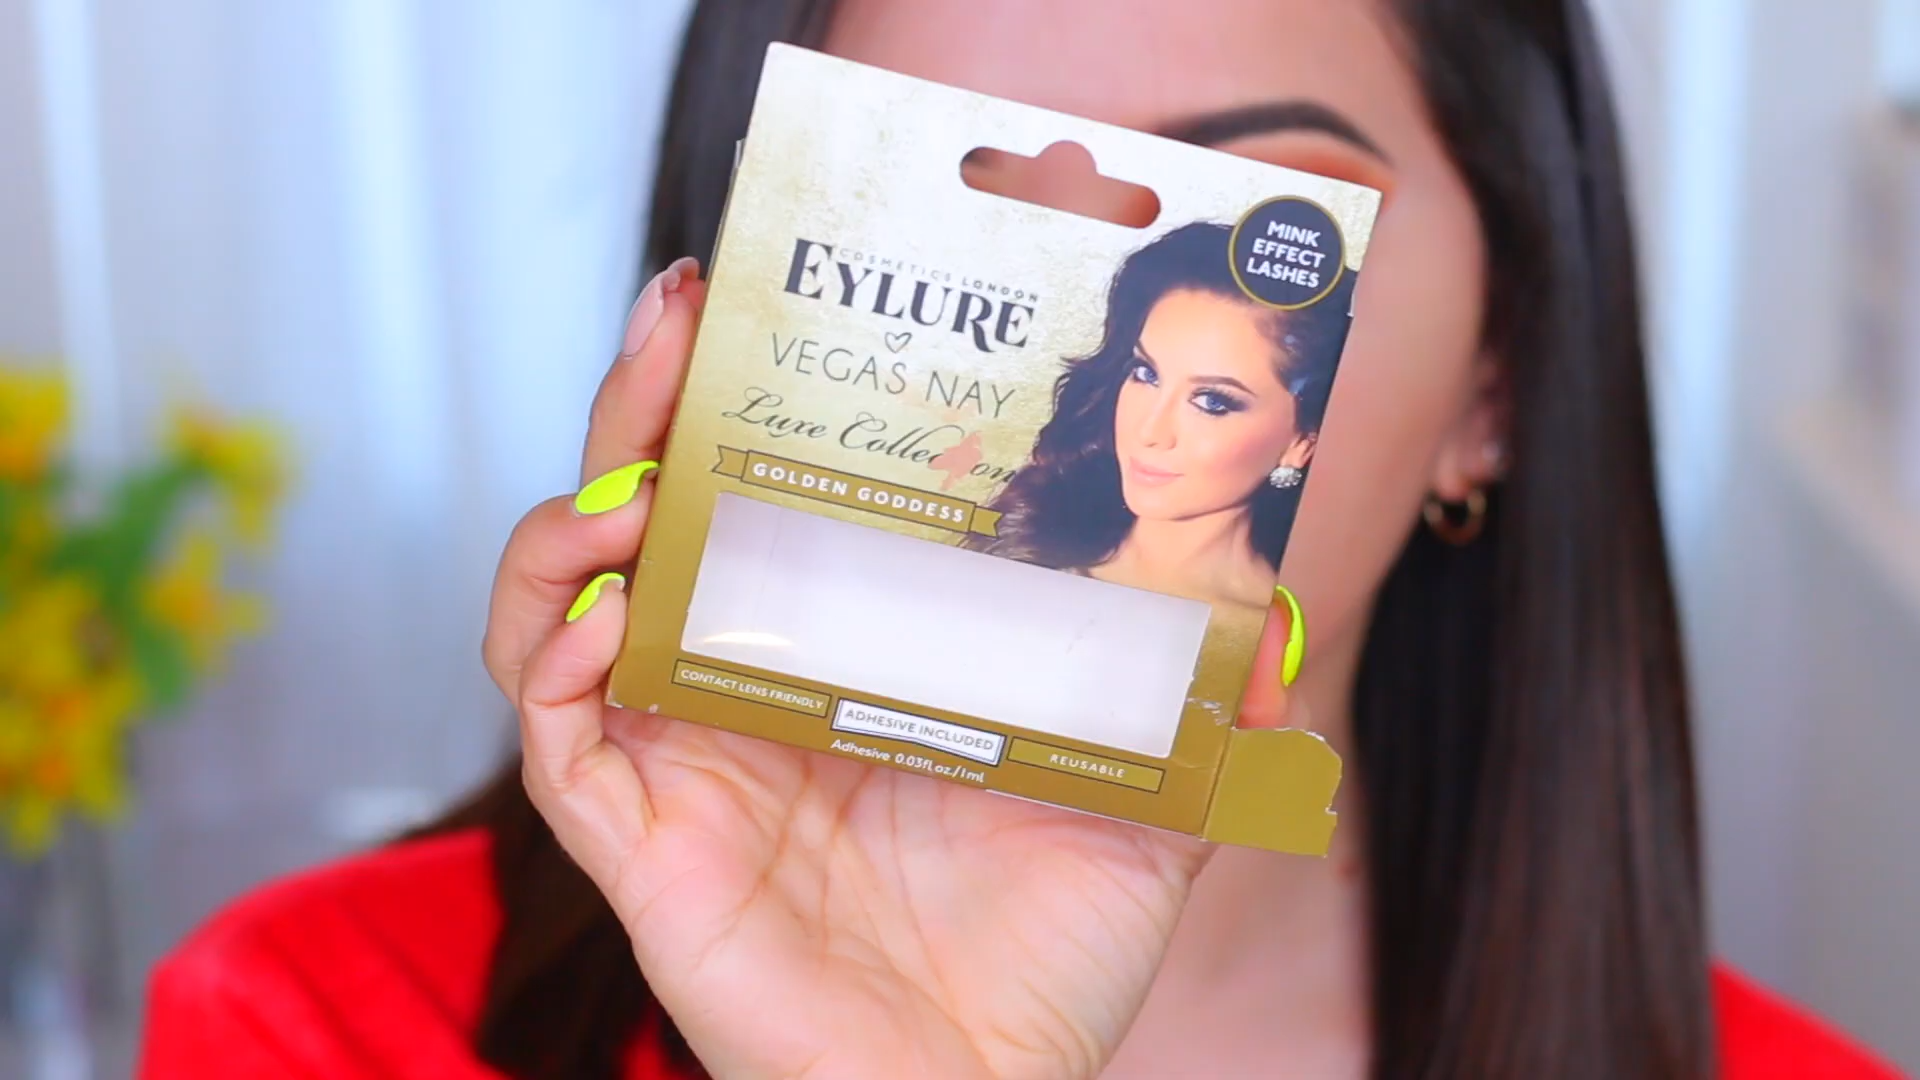 MINK
EFFECT
LASHES
COSMETICS LONDON
EYLURE
VEGAS NAY
Luxe Collection
GOLDEN GODDESS
CONTACT LENS FRIENDLY
ADHESIVE INCLUDED
REUSABLE
Adhesive 0.03fl oz./1ml